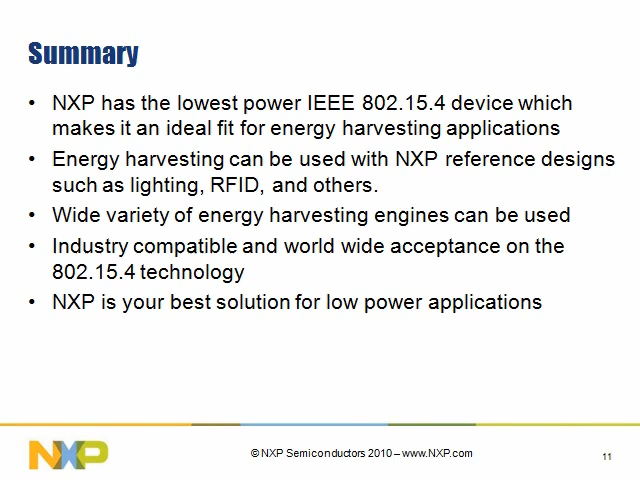 Summary
• NXP has the lowest power IEEE 802.15.4 device which
makes it an ideal fit for energy harvesting applications
• Energy harvesting can be used with NXP reference designs
such as lighting, RFID, and others.
• Wide variety of energy harvesting engines can be used
• Industry compatible and world wide acceptance on the
802.15.4 technology
• NXP is your best solution for low power applications
NXP
© NXP Semiconductors 2010 – www.NXP.com
11